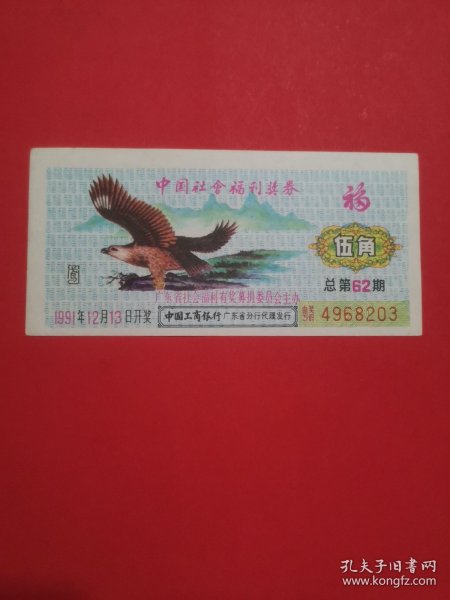 中国社會福利奖券
福
伍角
总第62期
广东省社会福利有奖募捐委员会主办
1991年12月13日开奖
中国工商银行广东省分行代理发行
4968203
孔夫子旧书网
www.kongfz.com